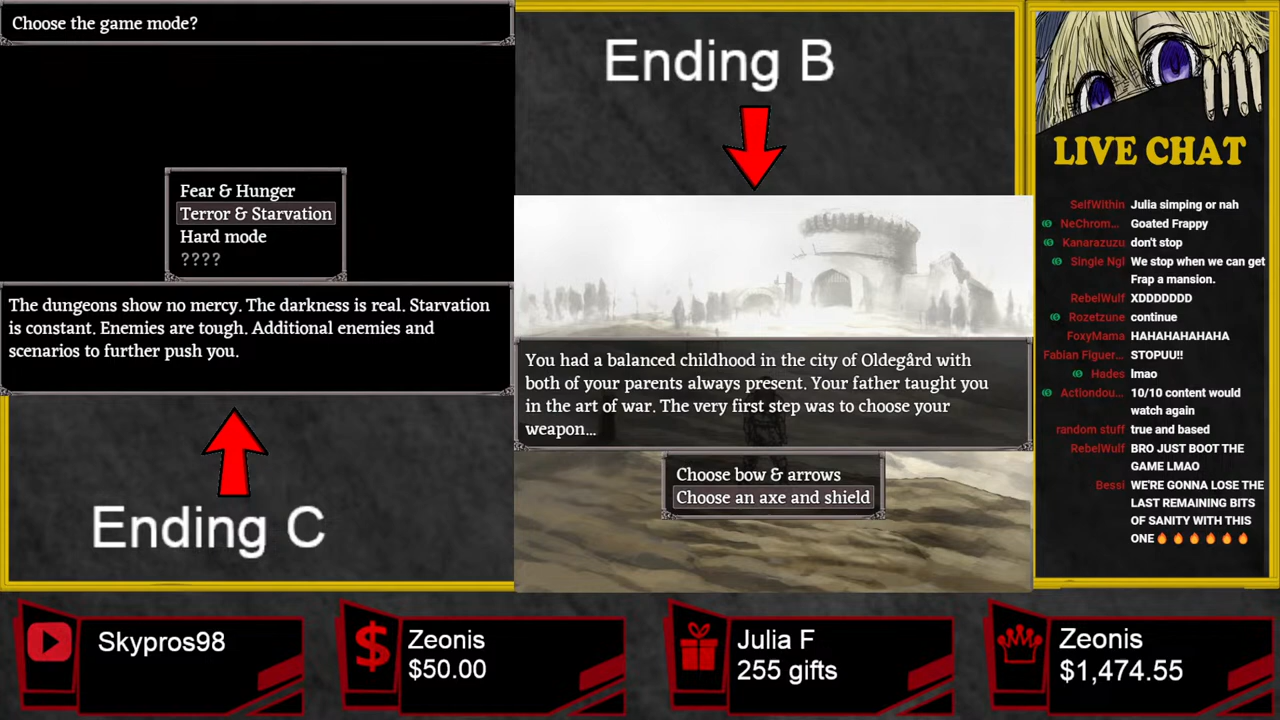 Choose the game mode?
Fear & Hunger
Terror & Starvation
Hard mode
????
The dungeons show no mercy. The darkness is real. Starvation
is constant. Enemies are tough. Additional enemies and
scenarios to further push you.
Ending C
Ending B
You had a balanced childhood in the city of Oldegård with
both of your parents always present. Your father taught you
in the art of war. The very first step was to choose your
weapon...
Choose bow & arrows
Choose an axe and shield
LIVE CHAT
SelfWithin Julia simping or nah
NeChrom... Goated Frappy
Kanarazuzu don't stop
Single Ngl We stop when we can get
Frap a mansion.
RebelWulf XDDDDDDD
Rozetzune continue
FoxyMama HAHAHAHAHAHA
Fabian Figuer... STOPUU!!
Hades lmao
Actiondou... 10/10 content would
watch again
random stuff true and based
RebelWulf BRO JUST BOOT THE
GAME LMAO
Bessi WE'RE GONNA LOSE THE
LAST REMAINING BITS
OF SANITY WITH THIS
ONE🔥🔥🔥🔥🔥🔥
Skypros98
$
Zeonis
$50.00
Julia F
255 gifts
Zeonis
$1,474.55